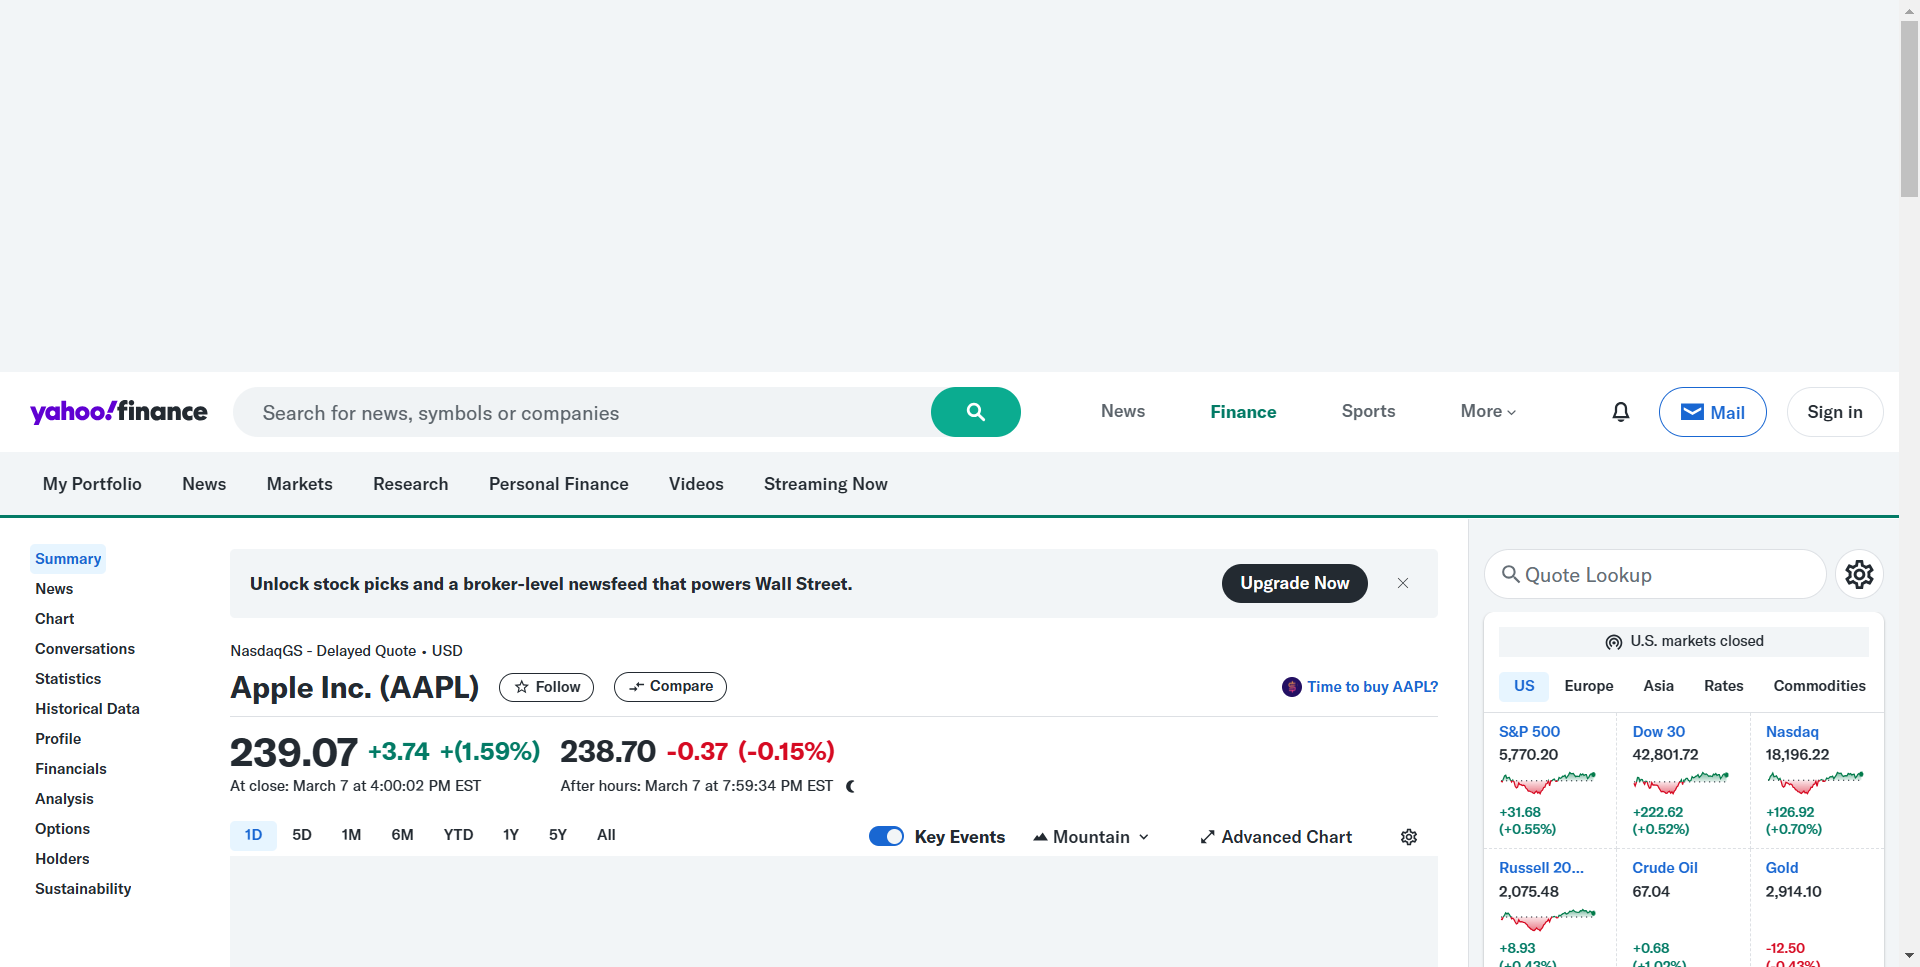 yahoo!finance
Search for news, symbols or companies
News
Finance
Sports
More
Mail
Sign in
My Portfolio
News
Markets
Research
Personal Finance
Videos
Streaming Now
Summary
News
Chart
Conversations
Statistics
Historical Data
Profile
Financials
Analysis
Options
Holders
Sustainability
Unlock stock picks and a broker-level newsfeed that powers Wall Street.
Upgrade Now
NasdaqGS - Delayed Quote • USD
Apple Inc. (AAPL)
Follow
Compare
Time to buy AAPL?
239.07 +3.74 +(1.59%)
At close: March 7 at 4:00:02 PM EST
238.70 -0.37 (-0.15%)
After hours: March 7 at 7:59:34 PM EST
1D
5D
1M
6M
YTD
1Y
5Y
All
Key Events
Mountain
Advanced Chart
Quote Lookup
U.S. markets closed
US
Europe
Asia
Rates
Commodities
S&P 500
5,770.20
+31.68
(+0.55%)
Dow 30
42,801.72
+222.62
(+0.52%)
Nasdaq
18,196.22
+126.92
(+0.70%)
Russell 20...
2,075.48
+8.93
(+0.43%)
Crude Oil
67.04
+0.68
(+1.02%)
Gold
2,914.10
-12.50
(-0.43%)